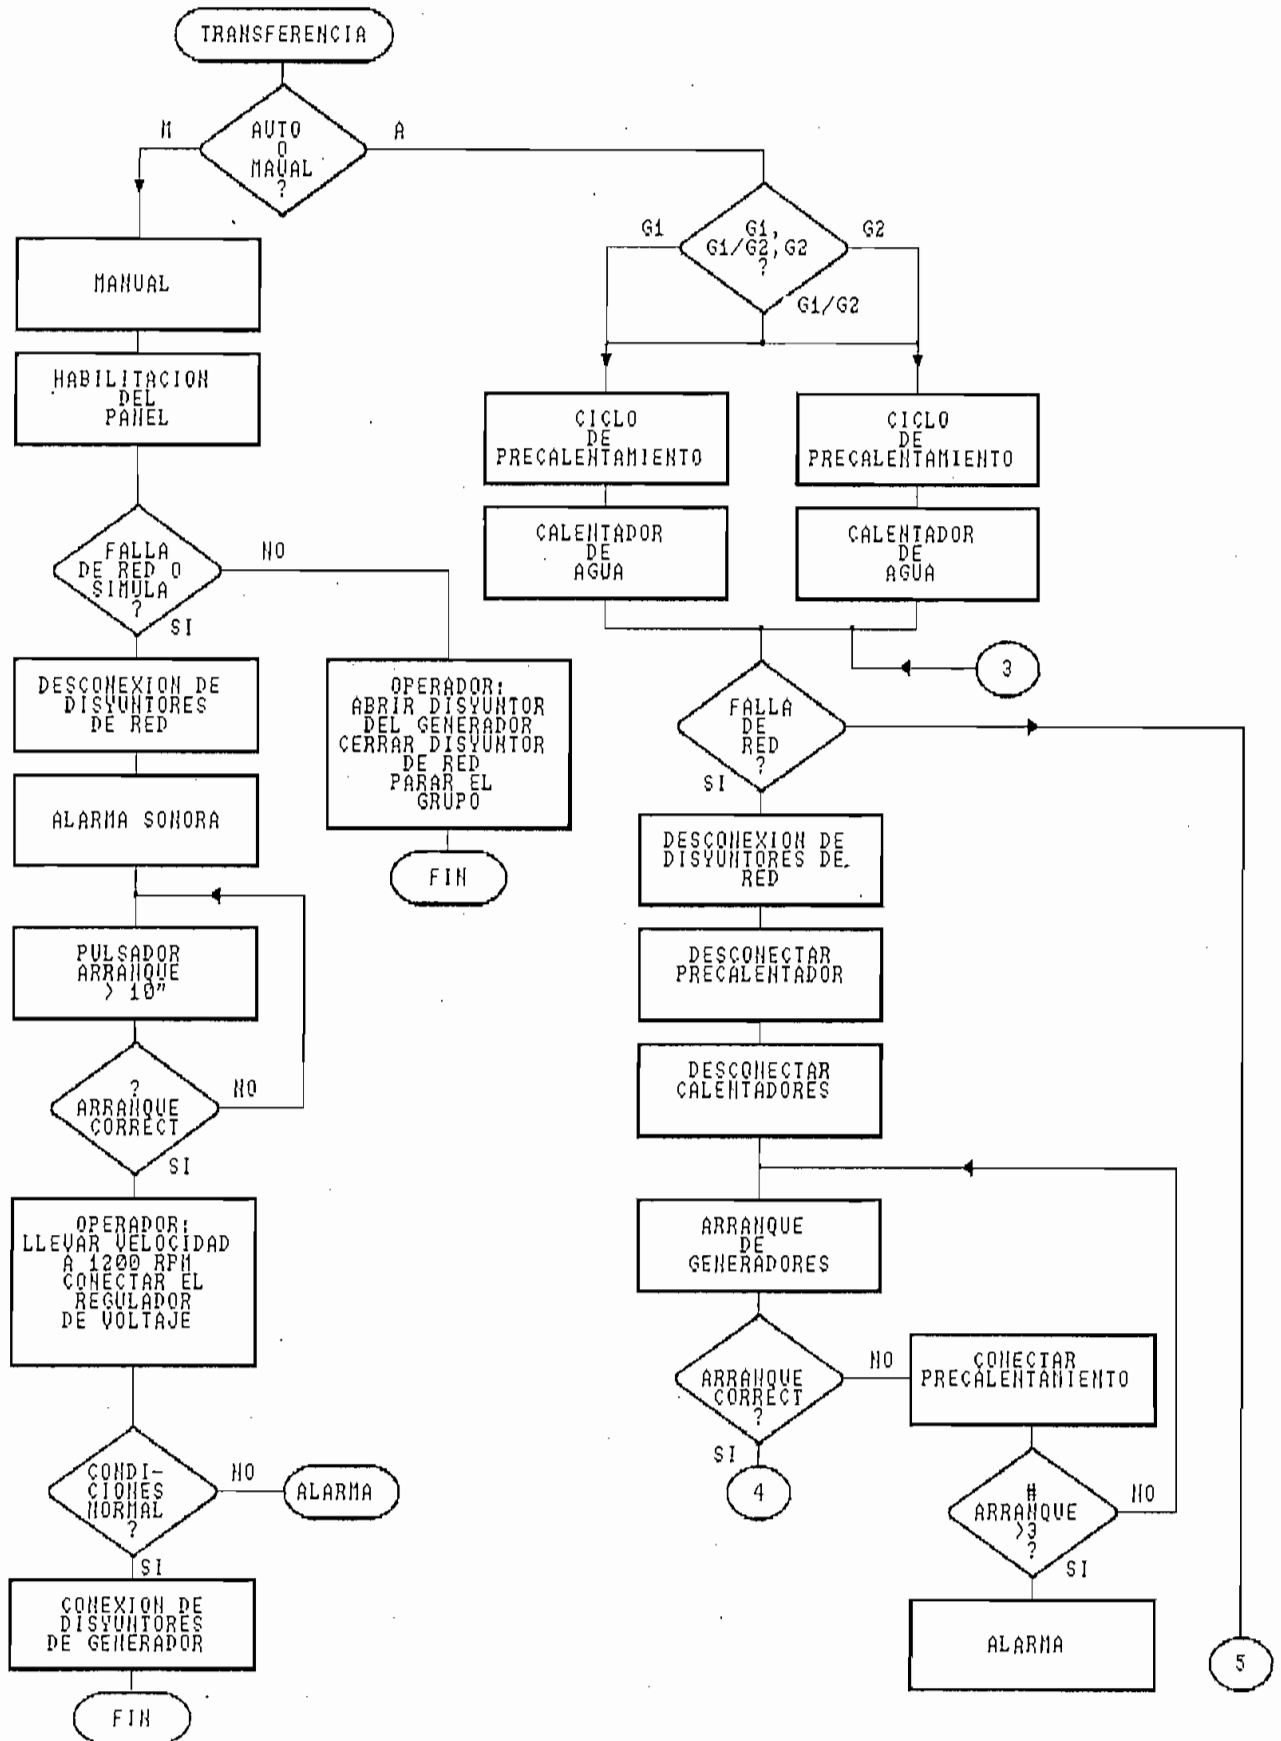 TRANSFERENCIA
AUTO
O
MAUAL
?
M
A
MANUAL
HABILITACION
DEL
PANEL
FALLA
DE RED O
SIMULA
?
NO
SI
DESCONEXION DE
DISYUNTORES
DE RED
ALARMA SONORA
PULSADOR
ARRANQUE
> 10"
?
ARRANQUE
CORRECT
NO
SI
OPERADOR:
LLEVAR VELOCIDAD
A 1200 RPM
CONECTAR EL
REGULADOR
DE VOLTAJE
CONDI-
CIONES
NORMAL
?
NO
ALARMA
SI
CONEXION DE
DISYUNTORES
DE GENERADOR
FIN
OPERADOR:
ABRIR DISYUNTOR
DEL GENERADOR
CERRAR DISYUNTOR
DE RED
PARAR EL
GRUPO
FIN
G1
G1,
G1/G2,G2
?
G2
G1/G2
CICLO
DE
PRECALENTAMIENTO
CALENTADOR
DE
AGUA
CICLO
DE
PRECALENTAMIENTO
CALENTADOR
DE
AGUA
3
FALLA
DE
RED
?
SI
DESCONEXION DE
DISYUNTORES DE
RED
DESCONECTAR
PRECALENTADOR
DESCONECTAR
CALENTADORES
ARRANQUE
DE
GENERADORES
ARRANQUE
CORRECT
?
NO
SI
4
CONECTAR
PRECALENTAMIENTO
#
ARRANQUE
>3
?
NO
SI
ALARMA
5